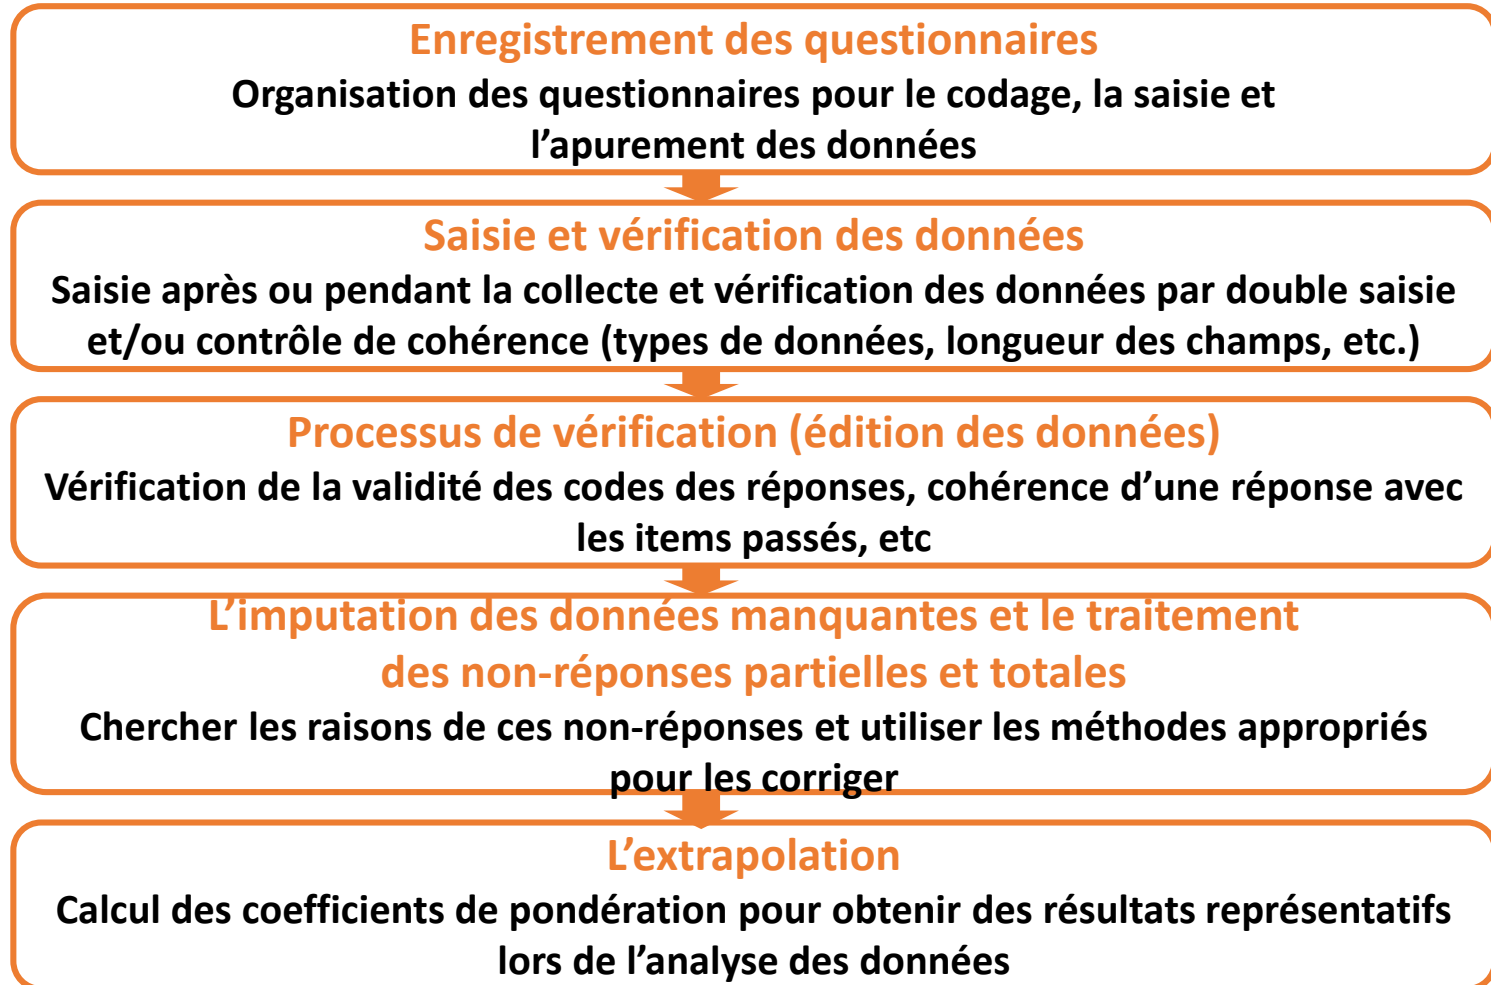 Enregistrement des questionnaires
Organisation des questionnaires pour le codage, la saisie et
l’apurement des données
Saisie et vérification des données
Saisie après ou pendant la collecte et vérification des données par double saisie
et/ou contrôle de cohérence (types de données, longueur des champs, etc.)
Processus de vérification (édition des données)
Vérification de la validité des codes des réponses, cohérence d’une réponse avec
les items passés, etc
L’imputation des données manquantes et le traitement
des non-réponses partielles et totales
Chercher les raisons de ces non-réponses et utiliser les méthodes appropriés
pour les corriger
L’extrapolation
Calcul des coefficients de pondération pour obtenir des résultats représentatifs
lors de l’analyse des données